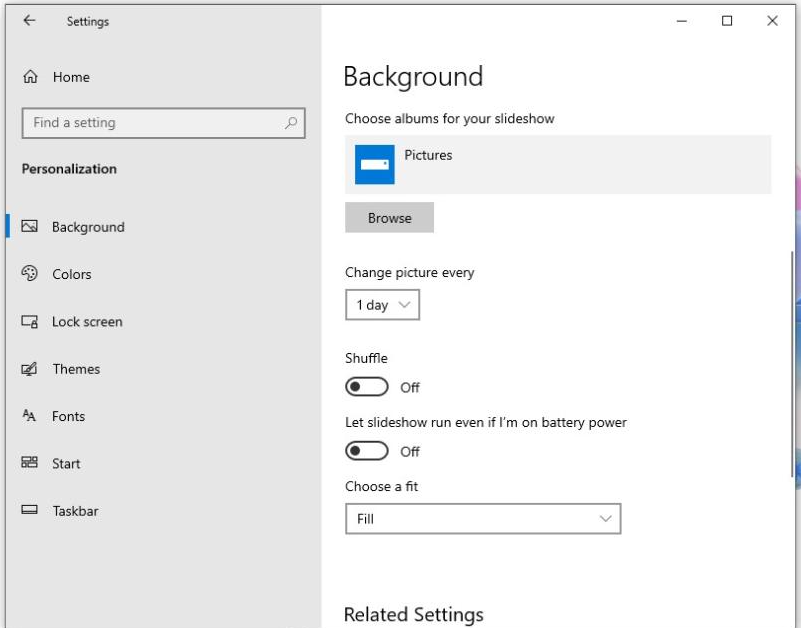 Settings
Home
Find a setting
Personalization
Background
Colors
Lock screen
Themes
Fonts
Start
Taskbar
Background
Choose albums for your slideshow
Pictures
Browse
Change picture every
1 day
Shuffle
Off
Let slideshow run even if I'm on battery power
Off
Choose a fit
Fill
Related Settings